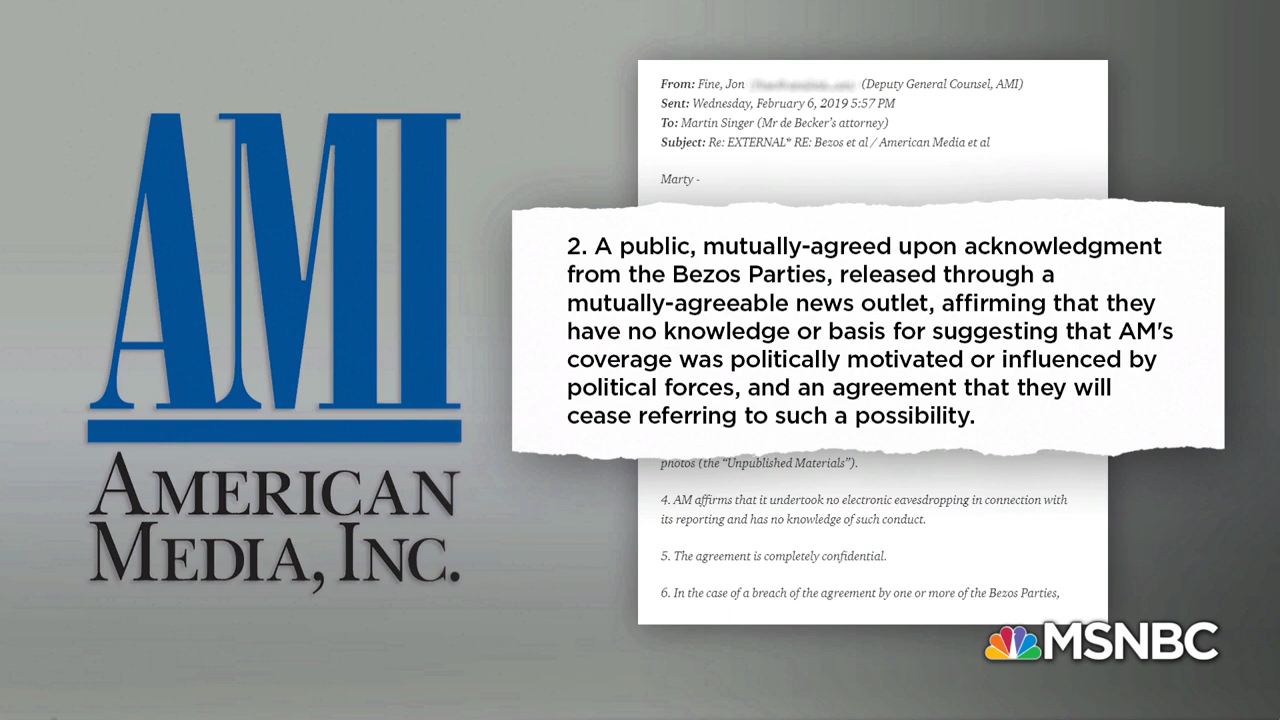 AMI
AMERICAN
MEDIA, INC.
From: Fine, Jon (Deputy General Counsel, AMI)
Sent: Wednesday, February 6, 2019 5:57 PM
To: Martin Singer (Mr de Becker's attorney)
Subject: Re: EXTERNAL* RE: Bezos et al / American Media et al
Marty -
2. A public, mutually-agreed upon acknowledgment
from the Bezos Parties, released through a
mutually-agreeable news outlet, affirming that they
have no knowledge or basis for suggesting that AM's
coverage was politically motivated or influenced by
political forces, and an agreement that they will
cease referring to such a possibility.
photos (the “Unpublished Materials”).
4. AM affirms that it undertook no electronic eavesdropping in connection with
its reporting and has no knowledge of such conduct.
5. The agreement is completely confidential.
6. In the case of a breach of the agreement by one or more of the Bezos Parties,
MSNBC